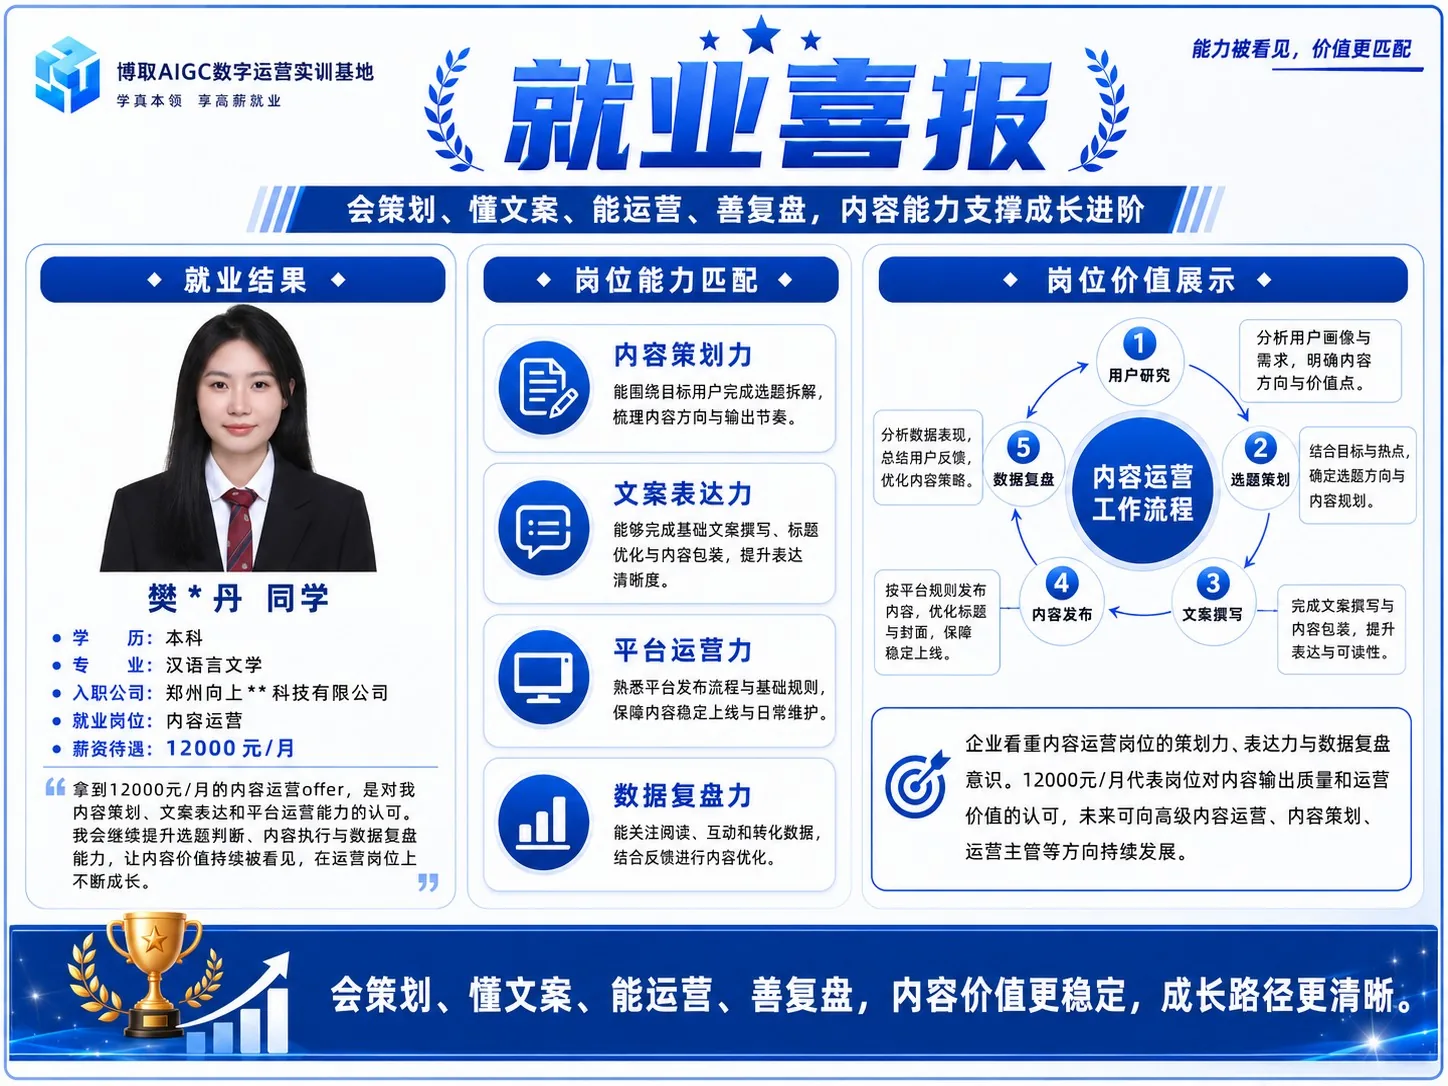 博取AIGC数字运营实训基地
学真本领 享高薪就业
就业喜报
能力被看见，价值更匹配
会策划、懂文案、能运营、善复盘，内容能力支撑成长进阶
就业结果
樊*丹 同学
学历：本科
专业：汉语言文学
入职公司：郑州向上**科技有限公司
就业岗位：内容运营
薪资待遇：12000元/月
拿到12000元/月的内容运营offer，是对我
内容策划、文案表达和平台运营能力的认可。
我会继续提升选题判断、内容执行与数据复盘
能力，让内容价值持续被看见，在运营岗位上
不断成长。
岗位能力匹配
内容策划力
能围绕目标用户完成选题拆解，
梳理内容方向与输出节奏。
文案表达力
能够完成基础文案撰写、标题
优化与内容包装，提升表达
清晰度。
平台运营力
熟悉平台发布流程与基础规则，
保障内容稳定上线与日常维护。
数据复盘力
能关注阅读、互动和转化数据，
结合反馈进行内容优化。
岗位价值展示
内容运营
工作流程
1
用户研究
分析用户画像与
需求，明确内容
方向与价值点。
2
选题策划
结合目标与热点，
确定选题方向与
内容规划。
3
文案撰写
完成文案撰写与
内容包装，提升
表达与可读性。
4
内容发布
按平台规则发布
内容，优化标题
与封面，保障
稳定上线。
5
数据复盘
分析数据表现，
总结用户反馈，
优化内容策略。
企业看重内容运营岗位的策划力、表达力与数据复盘
意识。12000元/月代表岗位对内容输出质量和运营
价值的认可，未来可向高级内容运营、内容策划、
运营主管等方向持续发展。
会策划、懂文案、能运营、善复盘，内容价值更稳定，成长路径更清晰。